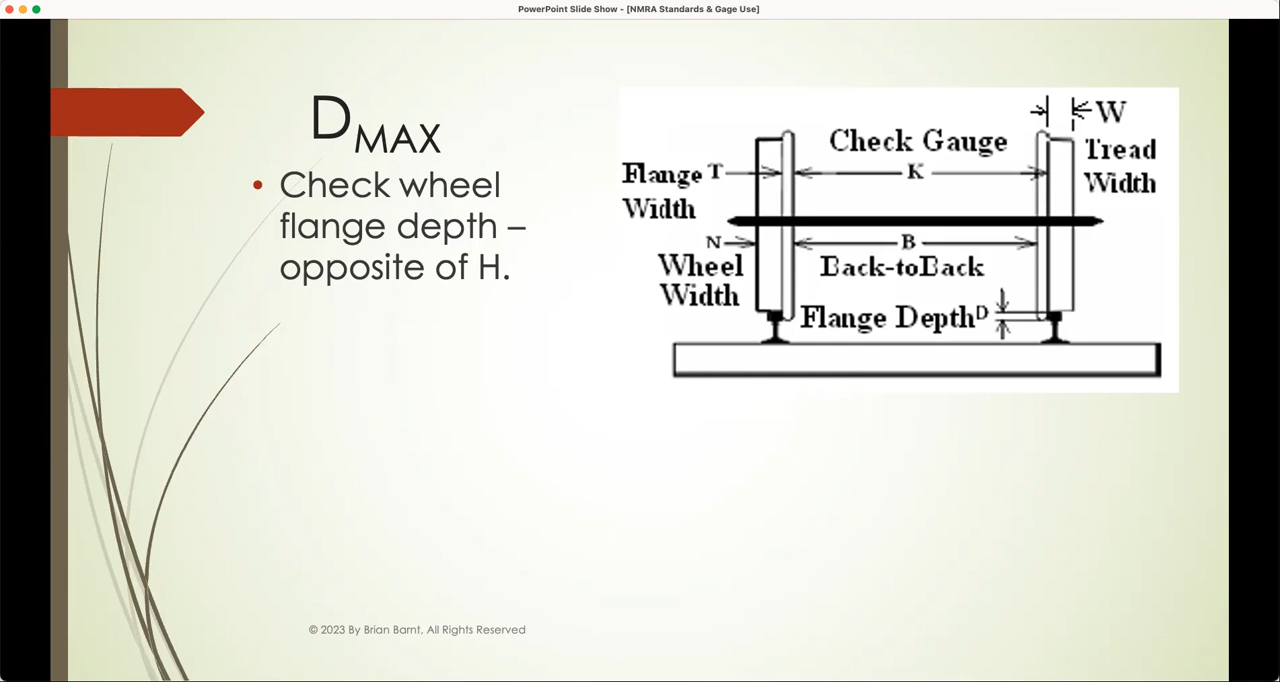 PowerPoint Slide Show - [NMRA Standards & Gage Use]
DMAX
• Check wheel
flange depth –
opposite of H.
W
Check Gauge
Tread
Width
Flange T
Width
K
N
B
Wheel
Width
Back-toBack
Flange Depth D
© 2023 By Brian Barnt, All Rights Reserved